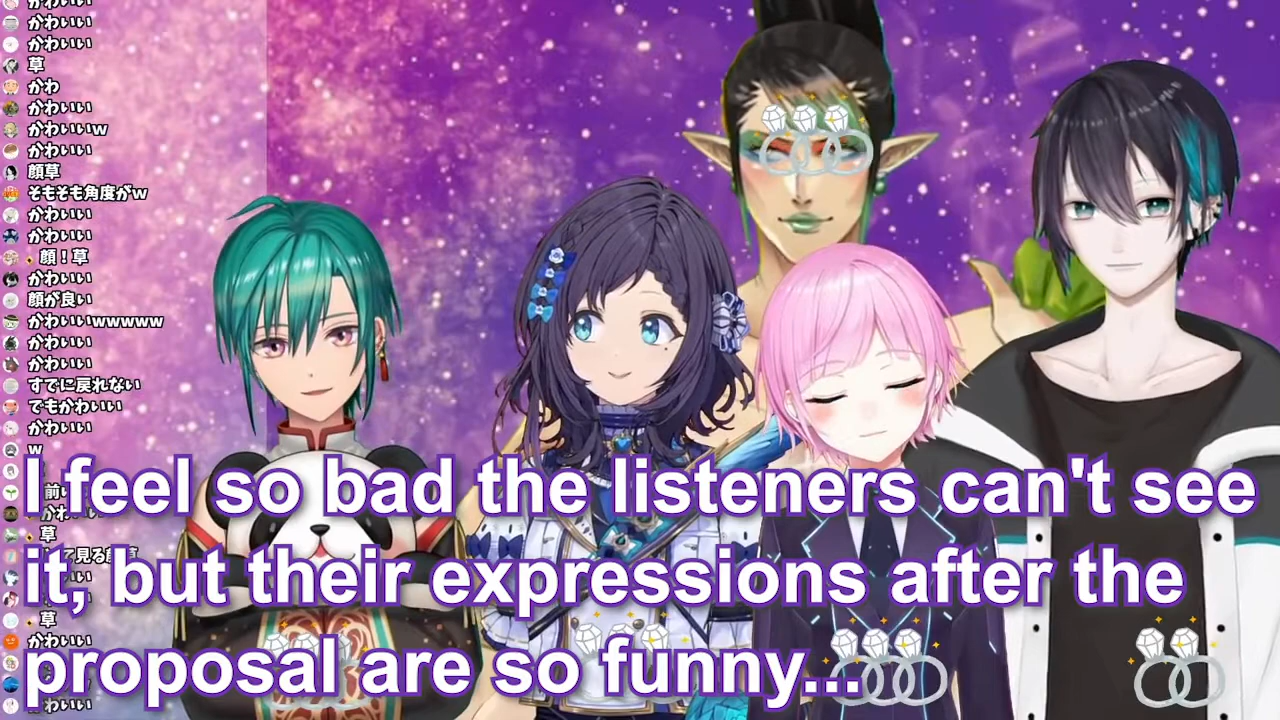 かわいい
かわいい
かわいい
草
かわ
かわいい
かわいいw
かわいい
顔草
そもそも角度がw
かわいい
かわいい
顔！草
かわいい
顔が良い
かわいいwwwww
かわいい
かわいい
すでに戻れない
でもかわいい
かわいい
w
I feel so bad the listeners can't see
it, but their expressions after the
proposal are so funny...
草
草
かわいい